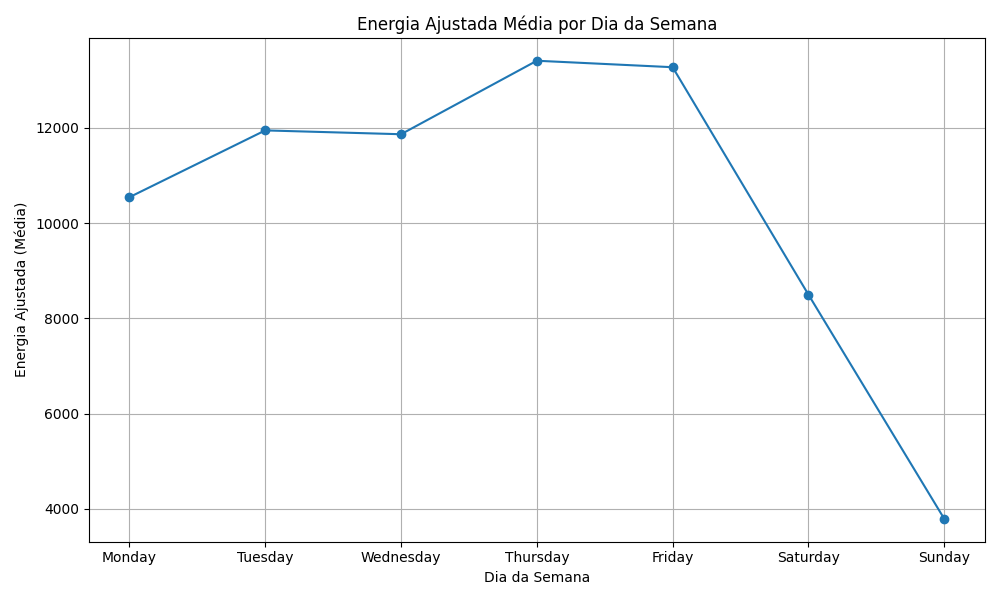 Energia Ajustada Média por Dia da Semana
Energia Ajustada (Média)
12000
10000
8000
6000
4000
Monday Tuesday Wednesday Thursday Friday Saturday Sunday
Dia da Semana